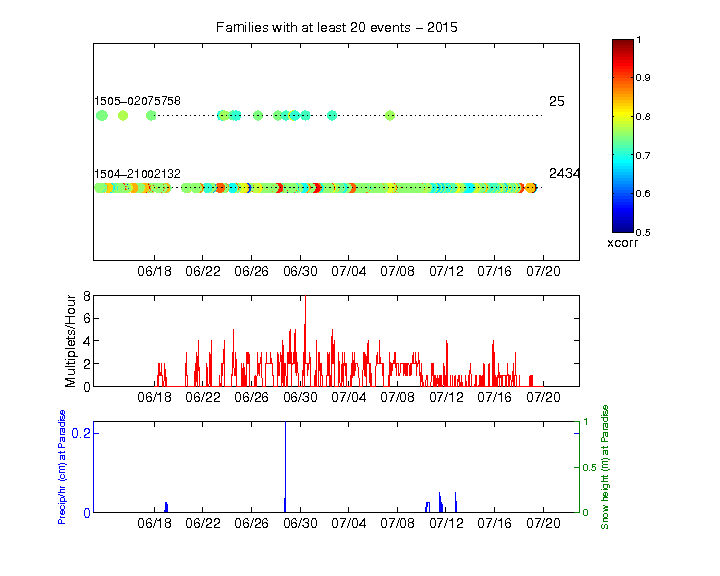 Families with at least 20 events – 2015
1505–02075758
25
1504–21002132
2434
06/18 06/22 06/26 06/30 07/04 07/08 07/12 07/16 07/20
1
0.9
0.8
0.7
0.6
0.5
xcorr
Multiplets/Hour
8
6
4
2
0
06/18 06/22 06/26 06/30 07/04 07/08 07/12 07/16 07/20
Precip/hr (cm) at Paradise
0.2
0
1
0.5
0
Snow height (m) at Paradise
06/18 06/22 06/26 06/30 07/04 07/08 07/12 07/16 07/20